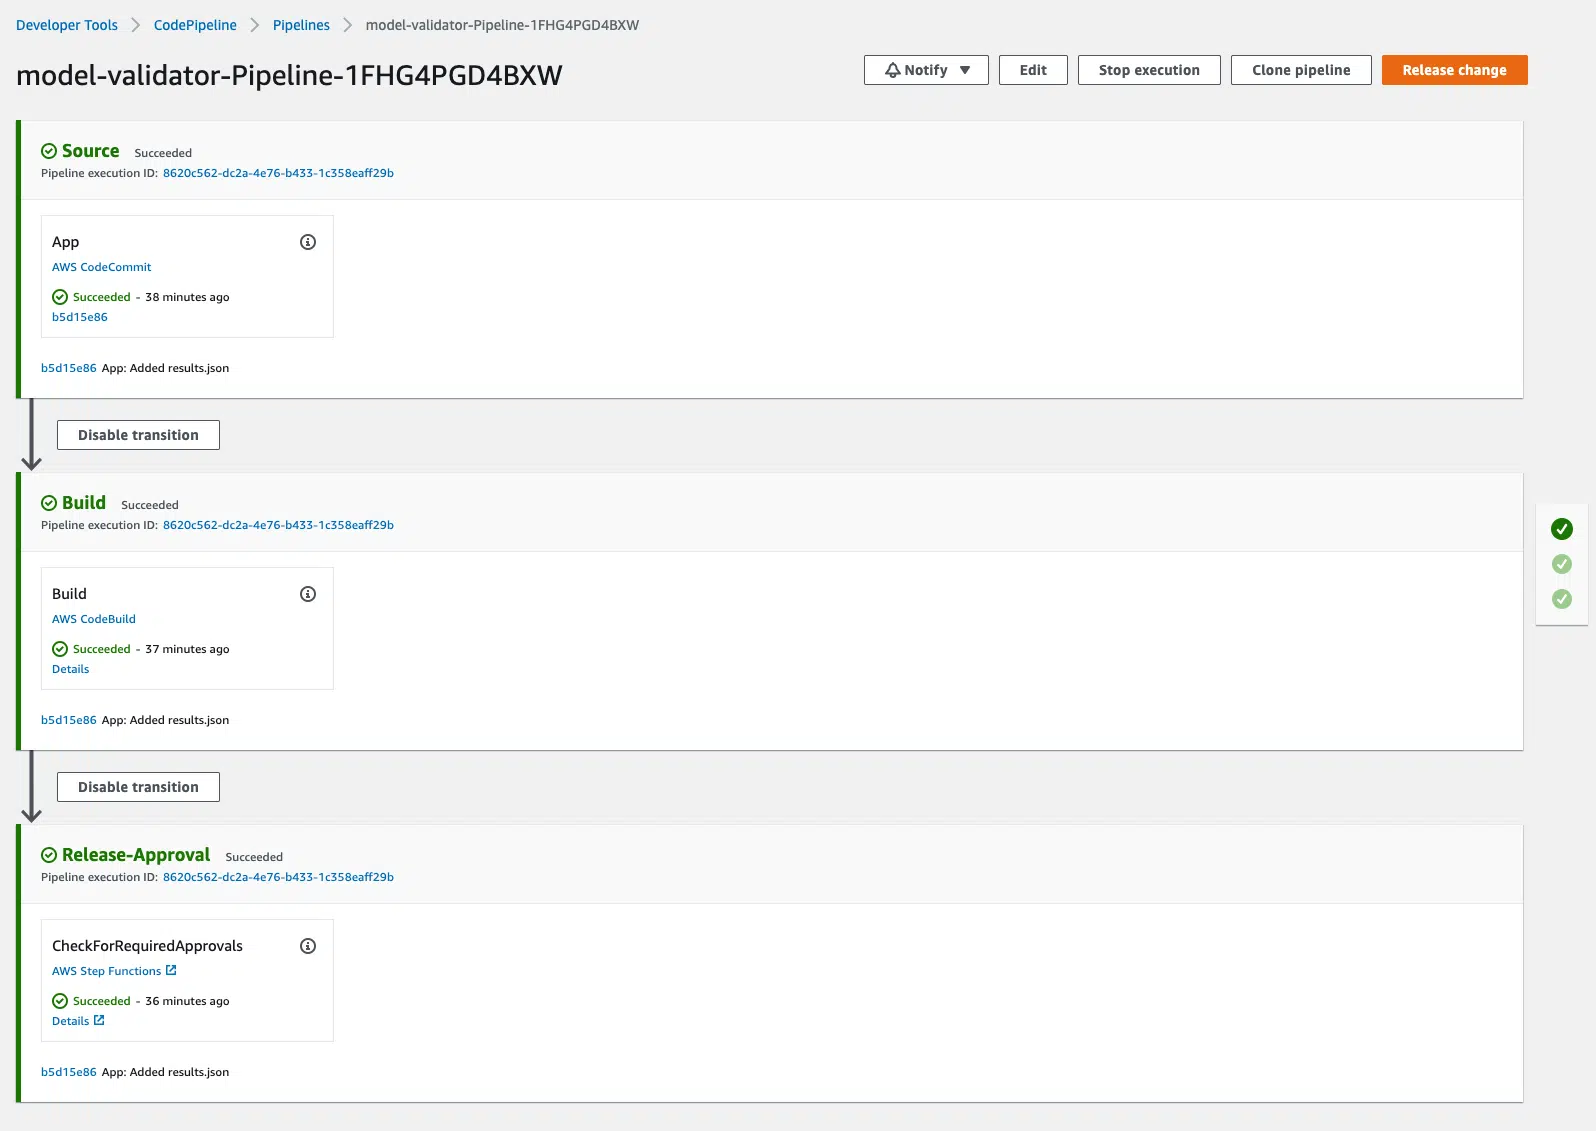 Developer Tools CodePipeline Pipelines model-validator-Pipeline-1FHG4PGD4BXW
model-validator-Pipeline-1FHG4PGD4BXW
Notify Edit Stop execution Clone pipeline Release change
Source Succeeded
Pipeline execution ID: 8620c562-dc2a-4e76-b433-1c358eaff29b
App
AWS CodeCommit
Succeeded - 38 minutes ago
b5d15e86
b5d15e86 App: Added results.json
Disable transition
Build Succeeded
Pipeline execution ID: 8620c562-dc2a-4e76-b433-1c358eaff29b
Build
AWS CodeBuild
Succeeded - 37 minutes ago
Details
b5d15e86 App: Added results.json
Disable transition
Release-Approval Succeeded
Pipeline execution ID: 8620c562-dc2a-4e76-b433-1c358eaff29b
CheckForRequiredApprovals
AWS Step Functions
Succeeded - 36 minutes ago
Details
b5d15e86 App: Added results.json